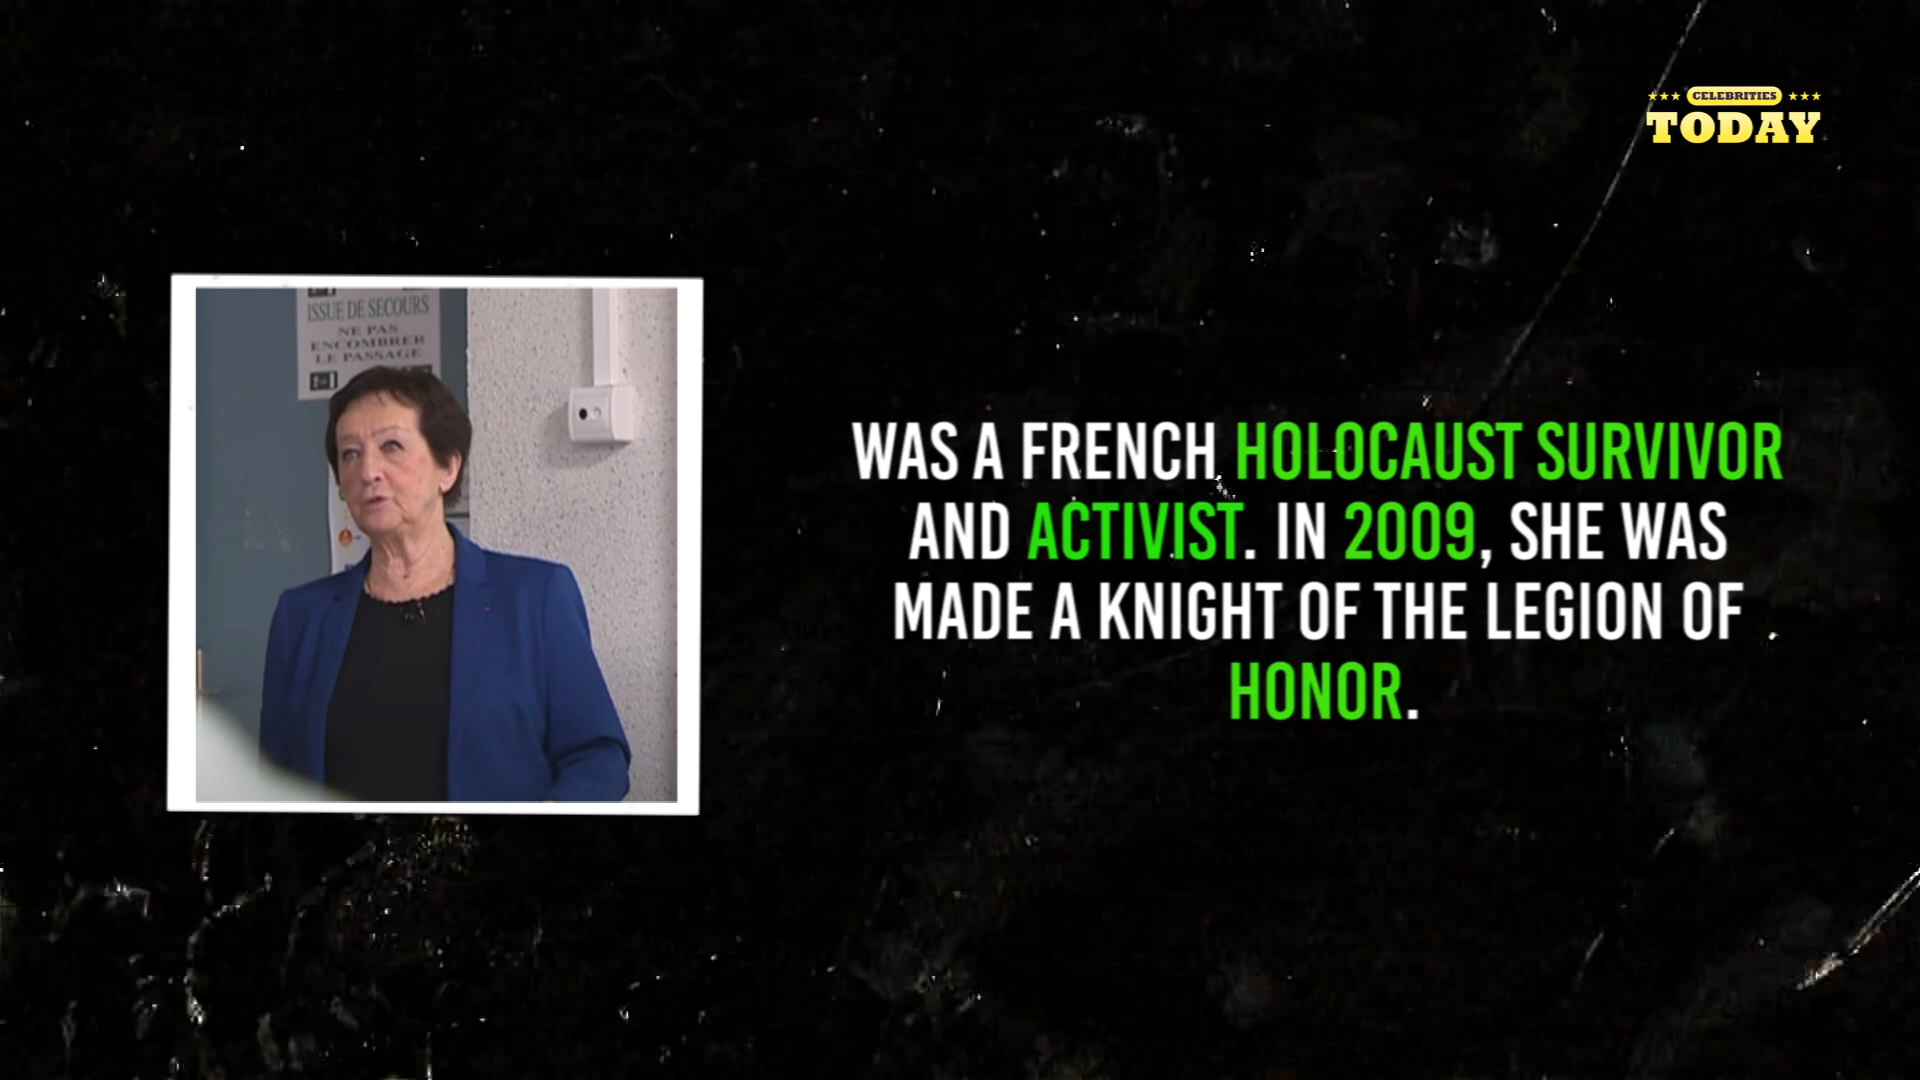 CELEBRITIES
TODAY
ISSUE DE SECOURS
NE PAS
ENCOMBRER
LE PASSAGE
WAS A FRENCH HOLOCAUST SURVIVOR
AND ACTIVIST. IN 2009, SHE WAS
MADE A KNIGHT OF THE LEGION OF
HONOR.